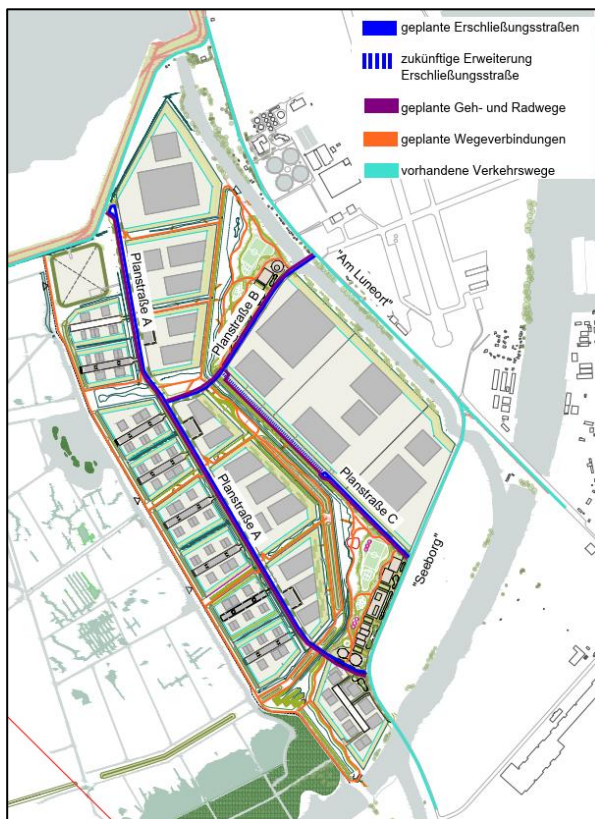 geplante Erschließungsstraßen
zukünftige Erweiterung
Erschließungsstraße
geplante Geh- und Radwege
geplante Wegeverbindungen
vorhandene Verkehrswege
Planstraße A
Planstraße B
"Am Luneort"
Planstraße A
Planstraße C
"Seeborg"